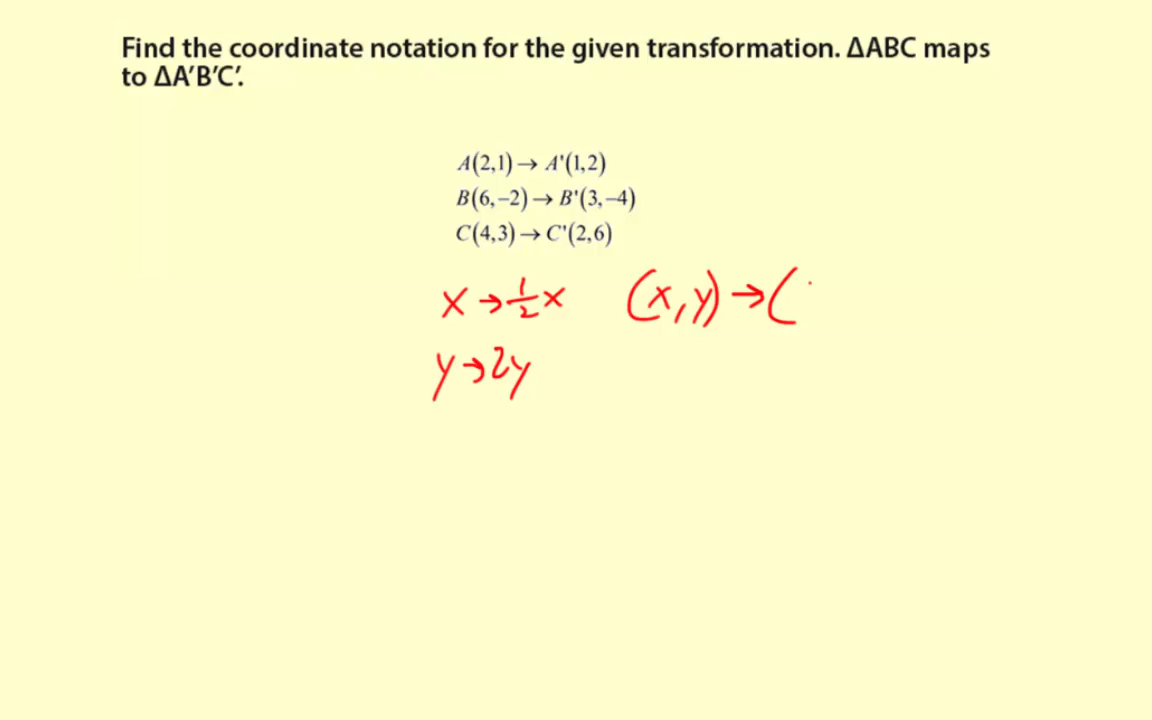 Find the coordinate notation for the given transformation. ΔABC maps
to ΔA'B'C'.
A(2,1) → A'(1,2)
B(6,–2) → B'(3,–4)
C(4,3) → C'(2,6)
x → 1/2 x (x, y) → (
y → 2y